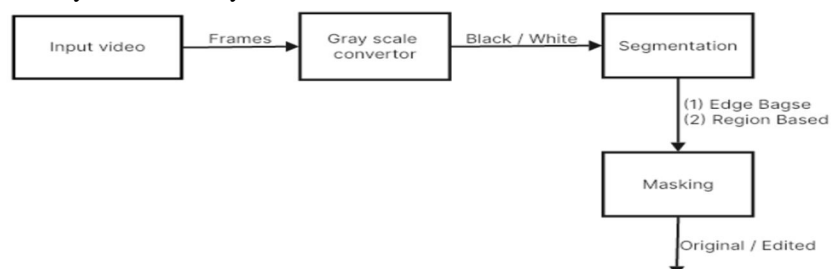 Input video
Frames
Gray scale
convertor
Black / White
Segmentation
(1) Edge Bagse
(2) Region Based
Masking
Original / Edited